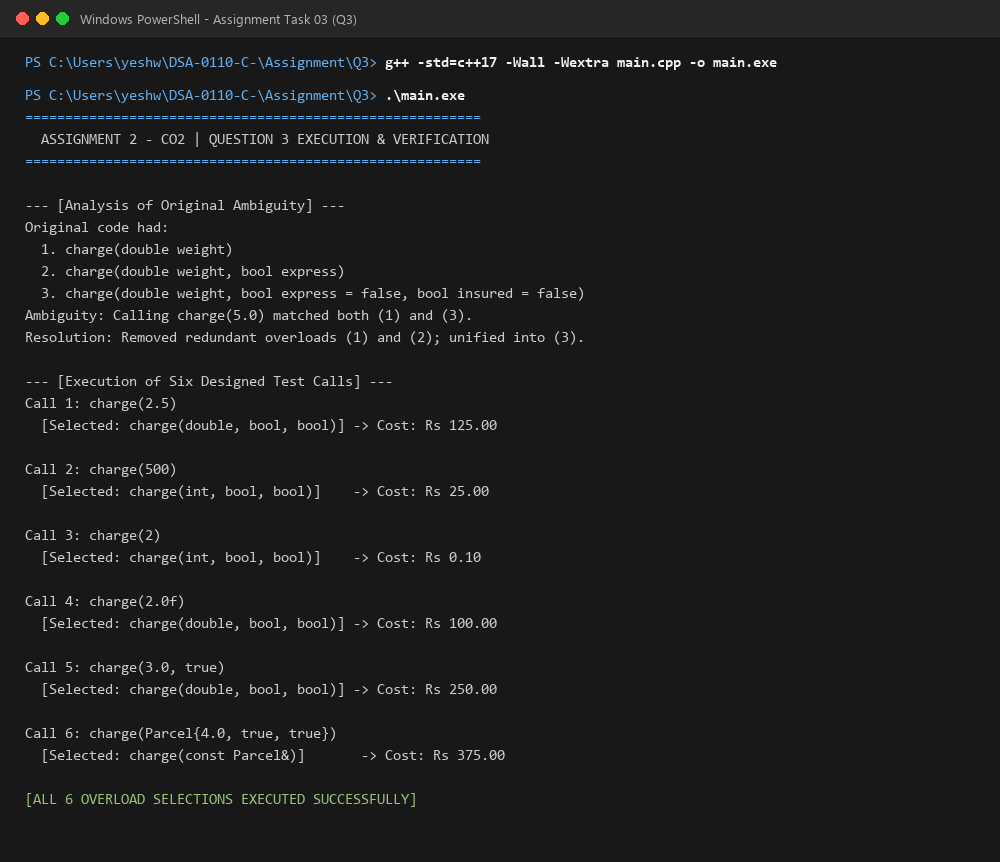 Windows PowerShell - Assignment Task 03 (Q3)
PS C:\Users\yeshw\DSA-0110-C-\Assignment\Q3> g++ -std=c++17 -Wall -Wextra main.cpp -o main.exe
PS C:\Users\yeshw\DSA-0110-C-\Assignment\Q3> .\main.exe
=========================================================
  ASSIGNMENT 2 - CO2 | QUESTION 3 EXECUTION & VERIFICATION
=========================================================
--- [Analysis of Original Ambiguity] ---
Original code had:
  1. charge(double weight)
  2. charge(double weight, bool express)
  3. charge(double weight, bool express = false, bool insured = false)
Ambiguity: Calling charge(5.0) matched both (1) and (3).
Resolution: Removed redundant overloads (1) and (2); unified into (3).
--- [Execution of Six Designed Test Calls] ---
Call 1: charge(2.5)
  [Selected: charge(double, bool, bool)] -> Cost: Rs 125.00
Call 2: charge(500)
  [Selected: charge(int, bool, bool)]    -> Cost: Rs 25.00
Call 3: charge(2)
  [Selected: charge(int, bool, bool)]    -> Cost: Rs 0.10
Call 4: charge(2.0f)
  [Selected: charge(double, bool, bool)] -> Cost: Rs 100.00
Call 5: charge(3.0, true)
  [Selected: charge(double, bool, bool)] -> Cost: Rs 250.00
Call 6: charge(Parcel{4.0, true, true})
  [Selected: charge(const Parcel&)]       -> Cost: Rs 375.00
[ALL 6 OVERLOAD SELECTIONS EXECUTED SUCCESSFULLY]